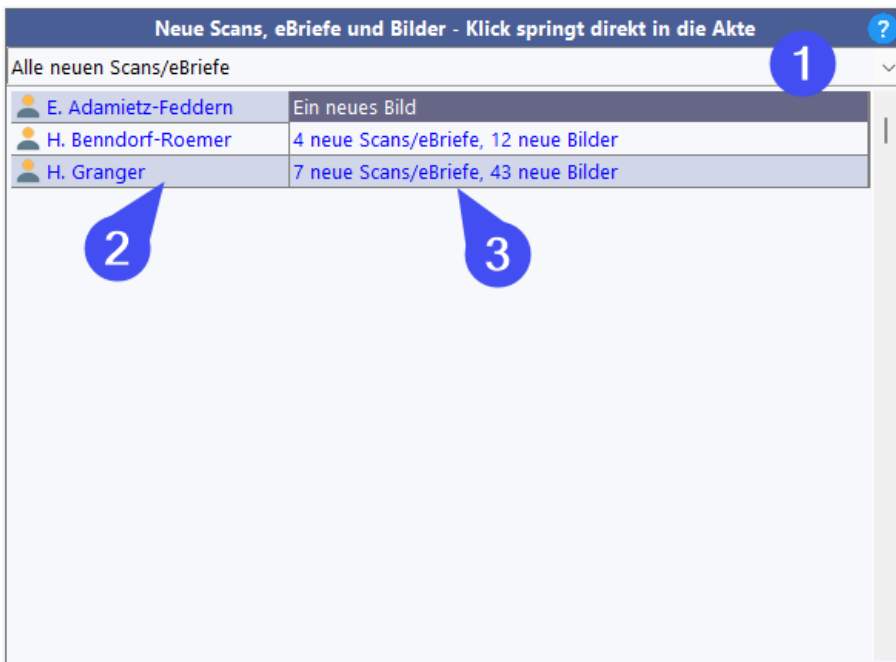 Neue Scans, eBriefe und Bilder - Klick springt direkt in die Akte ?
Alle neuen Scans/eBriefe 1
E. Adamietz-Feddern Ein neues Bild
H. Benndorf-Roemer 4 neue Scans/eBriefe, 12 neue Bilder
H. Granger 7 neue Scans/eBriefe, 43 neue Bilder
2 3